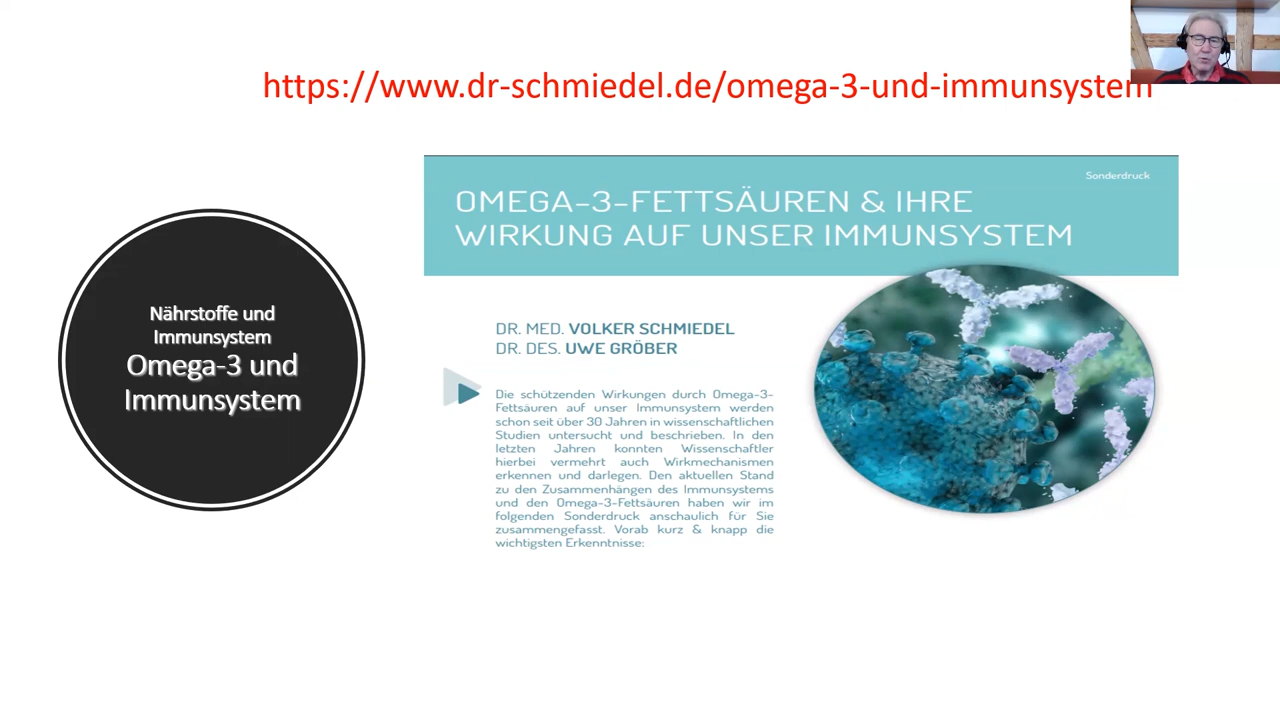 https://www.dr-schmiedel.de/omega-3-und-immunsystem
Sonderdruck
OMEGA-3-FETTSÄUREN & IHRE
WIRKUNG AUF UNSER IMMUNSYSTEM
Nährstoffe und
Immunsystem
Omega-3 und
Immunsystem
DR. MED. VOLKER SCHMIEDEL
DR. DES. UWE GRÖBER
Die schützenden Wirkungen durch Omega-3-
Fettsäuren auf unser Immunsystem werden
schon seit über 30 Jahren in wissenschaftlichen
Studien untersucht und beschrieben. In den
letzten Jahren konnten Wissenschaftler
hierbei vermehrt auch Wirkmechanismen
erkennen und darlegen. Den aktuellen Stand
zu den Zusammenhängen des Immunsystems
und den Omega-3-Fettsäuren haben wir im
folgenden Sonderdruck anschaulich für Sie
zusammengefasst. Vorab kurz & knapp die
wichtigsten Erkenntnisse: